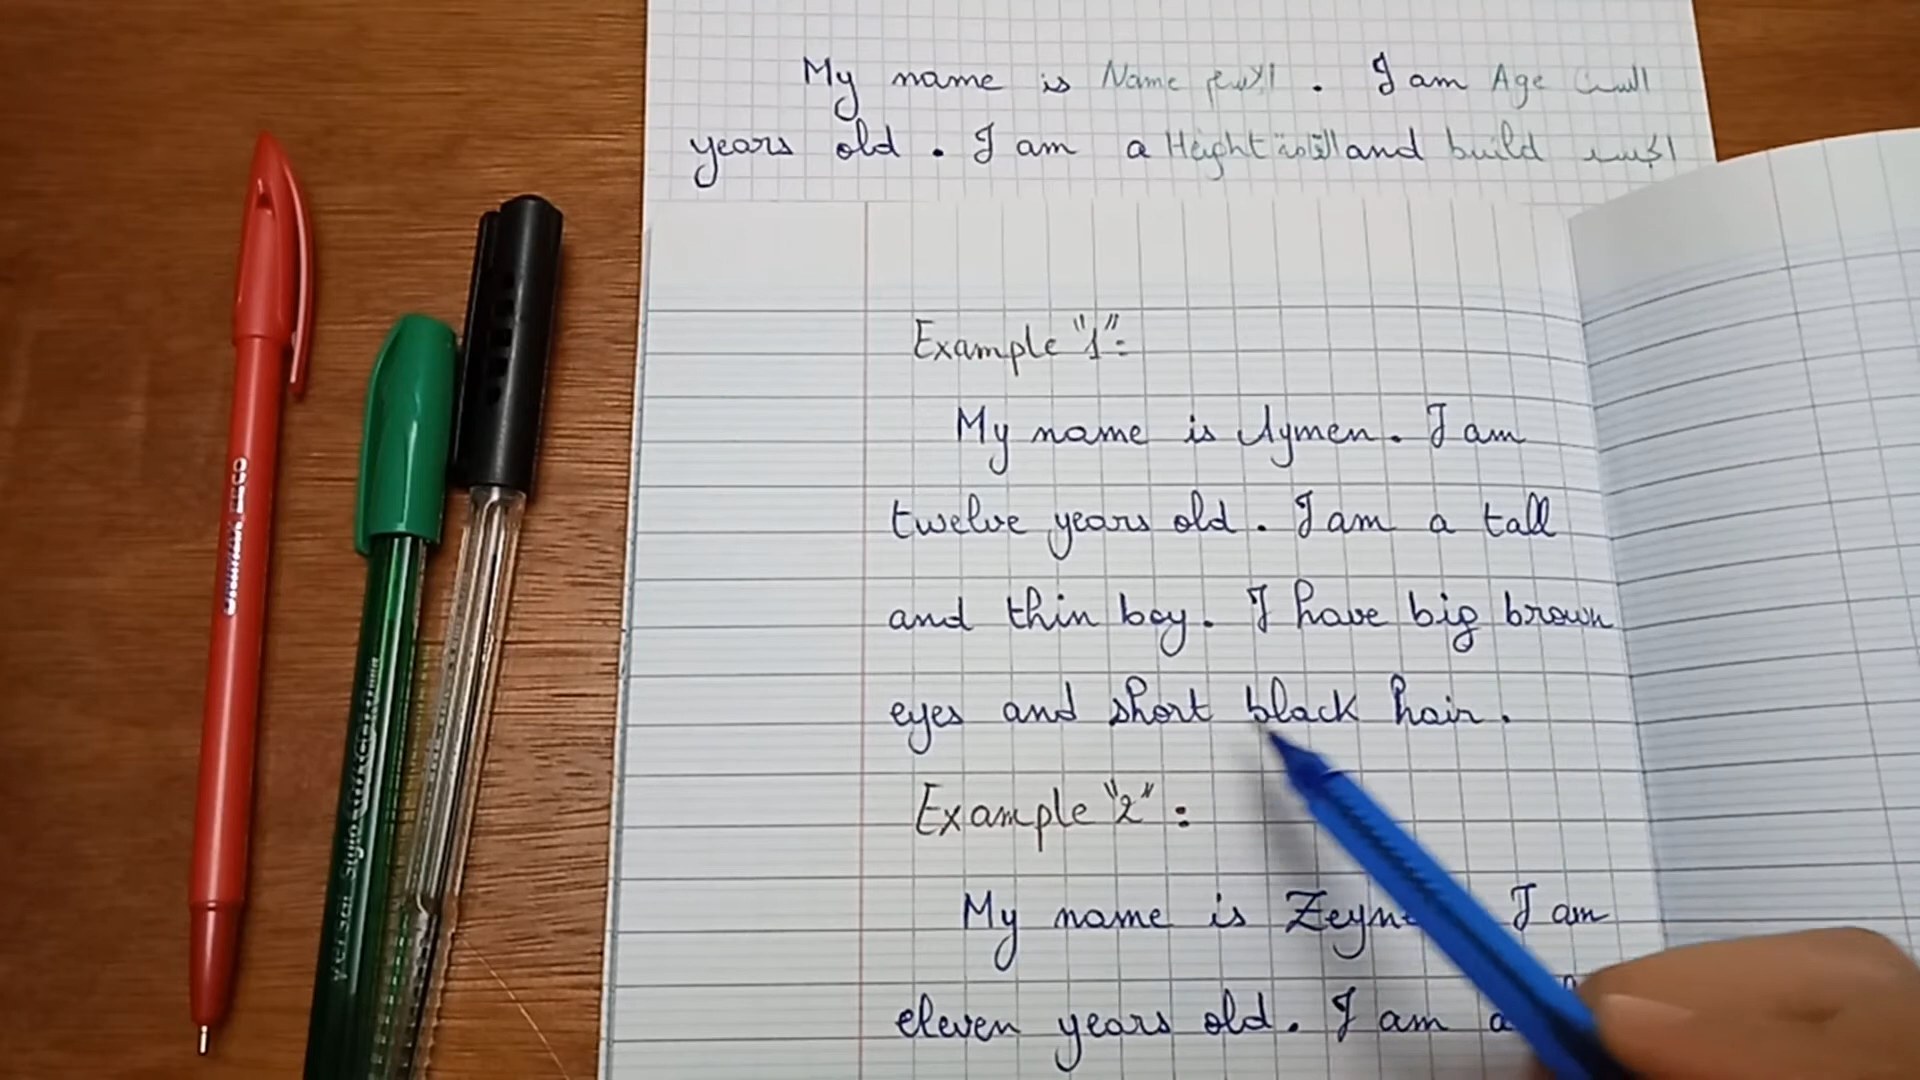 My name is Name الاسم . I am Age السن
years old . I am a Height القامة and build الجسد
Example "1":
My name is Aymen. I am
twelve years old. I am a tall
and thin boy. I have big brown
eyes and short black hair.
Example "2":
My name is I am
eleven years old. I am a